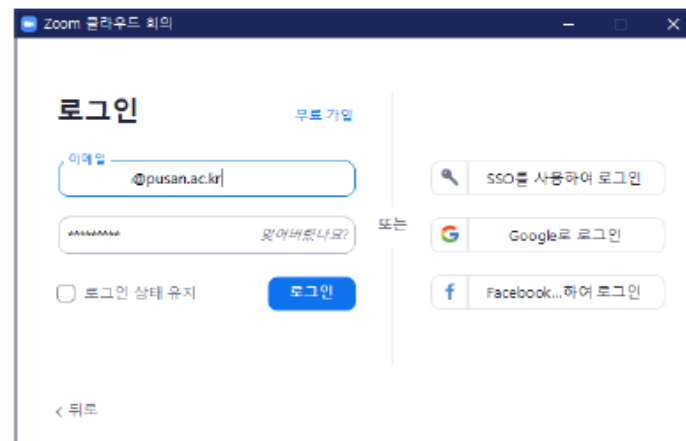 Zoom 클라우드 회의
로그인
무료 가입
이메일
@pusan.ac.kr
*********
잊어버렸나요?
로그인 상태 유지
로그인
또는
SSO를 사용하여 로그인
Google로 로그인
Facebook...하여 로그인
< 뒤로